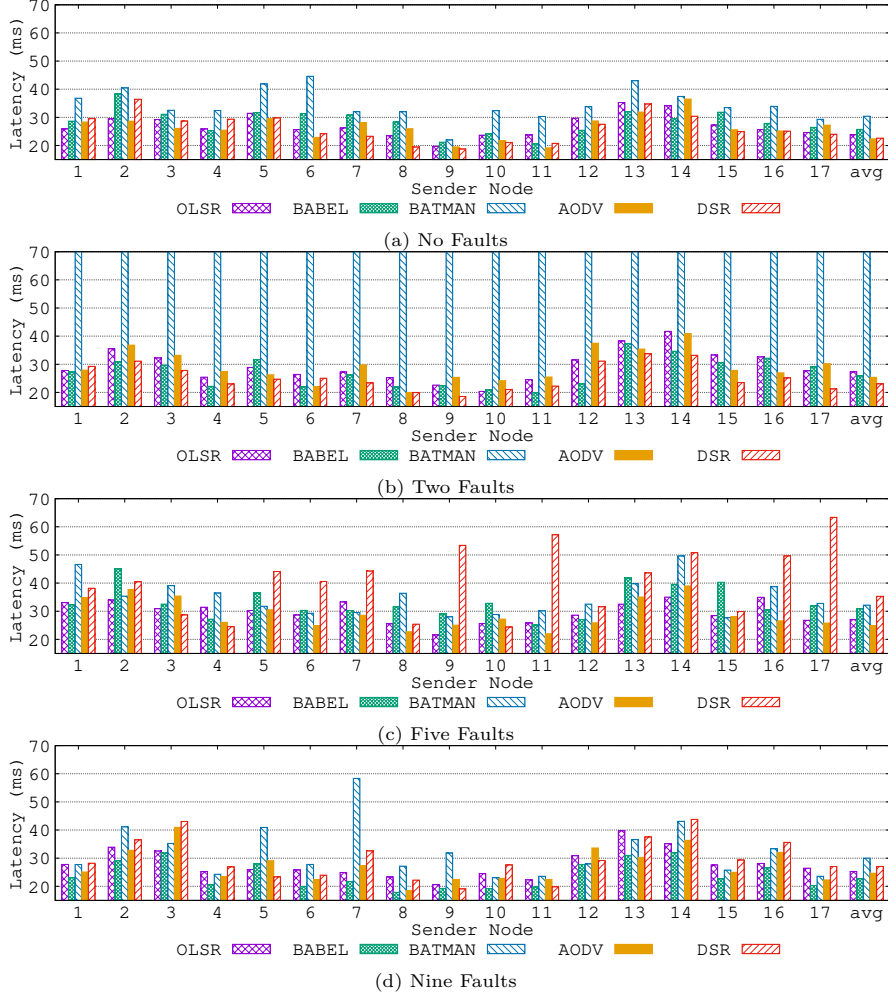 70
60
50
40
30
20
Latency (ms)
1 2 3 4 5 6 7 8 9 10 11 12 13 14 15 16 17 avg
Sender Node
OLSR BABEL BATMAN AODV DSR
(a) No Faults
70
60
50
40
30
20
Latency (ms)
1 2 3 4 5 6 7 8 9 10 11 12 13 14 15 16 17 avg
Sender Node
OLSR BABEL BATMAN AODV DSR
(b) Two Faults
70
60
50
40
30
20
Latency (ms)
1 2 3 4 5 6 7 8 9 10 11 12 13 14 15 16 17 avg
Sender Node
OLSR BABEL BATMAN AODV DSR
(c) Five Faults
70
60
50
40
30
20
Latency (ms)
1 2 3 4 5 6 7 8 9 10 11 12 13 14 15 16 17 avg
Sender Node
OLSR BABEL BATMAN AODV DSR
(d) Nine Faults